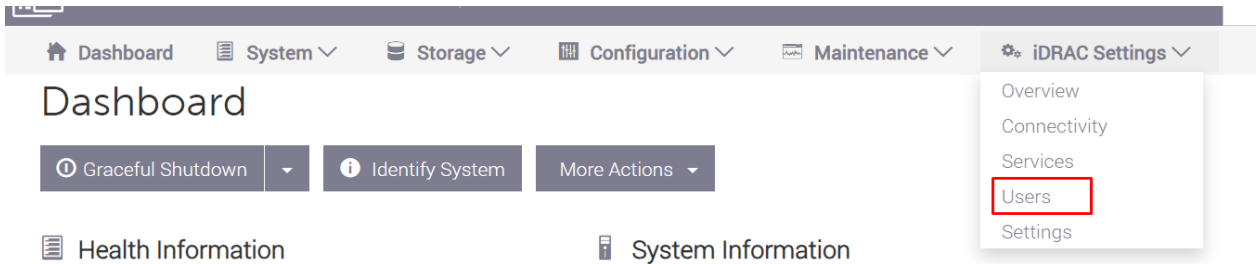 Dashboard System Storage Configuration Maintenance iDRAC Settings
Dashboard
Overview
Connectivity
Services
Users
Settings
Graceful Shutdown Identify System More Actions
Health Information System Information